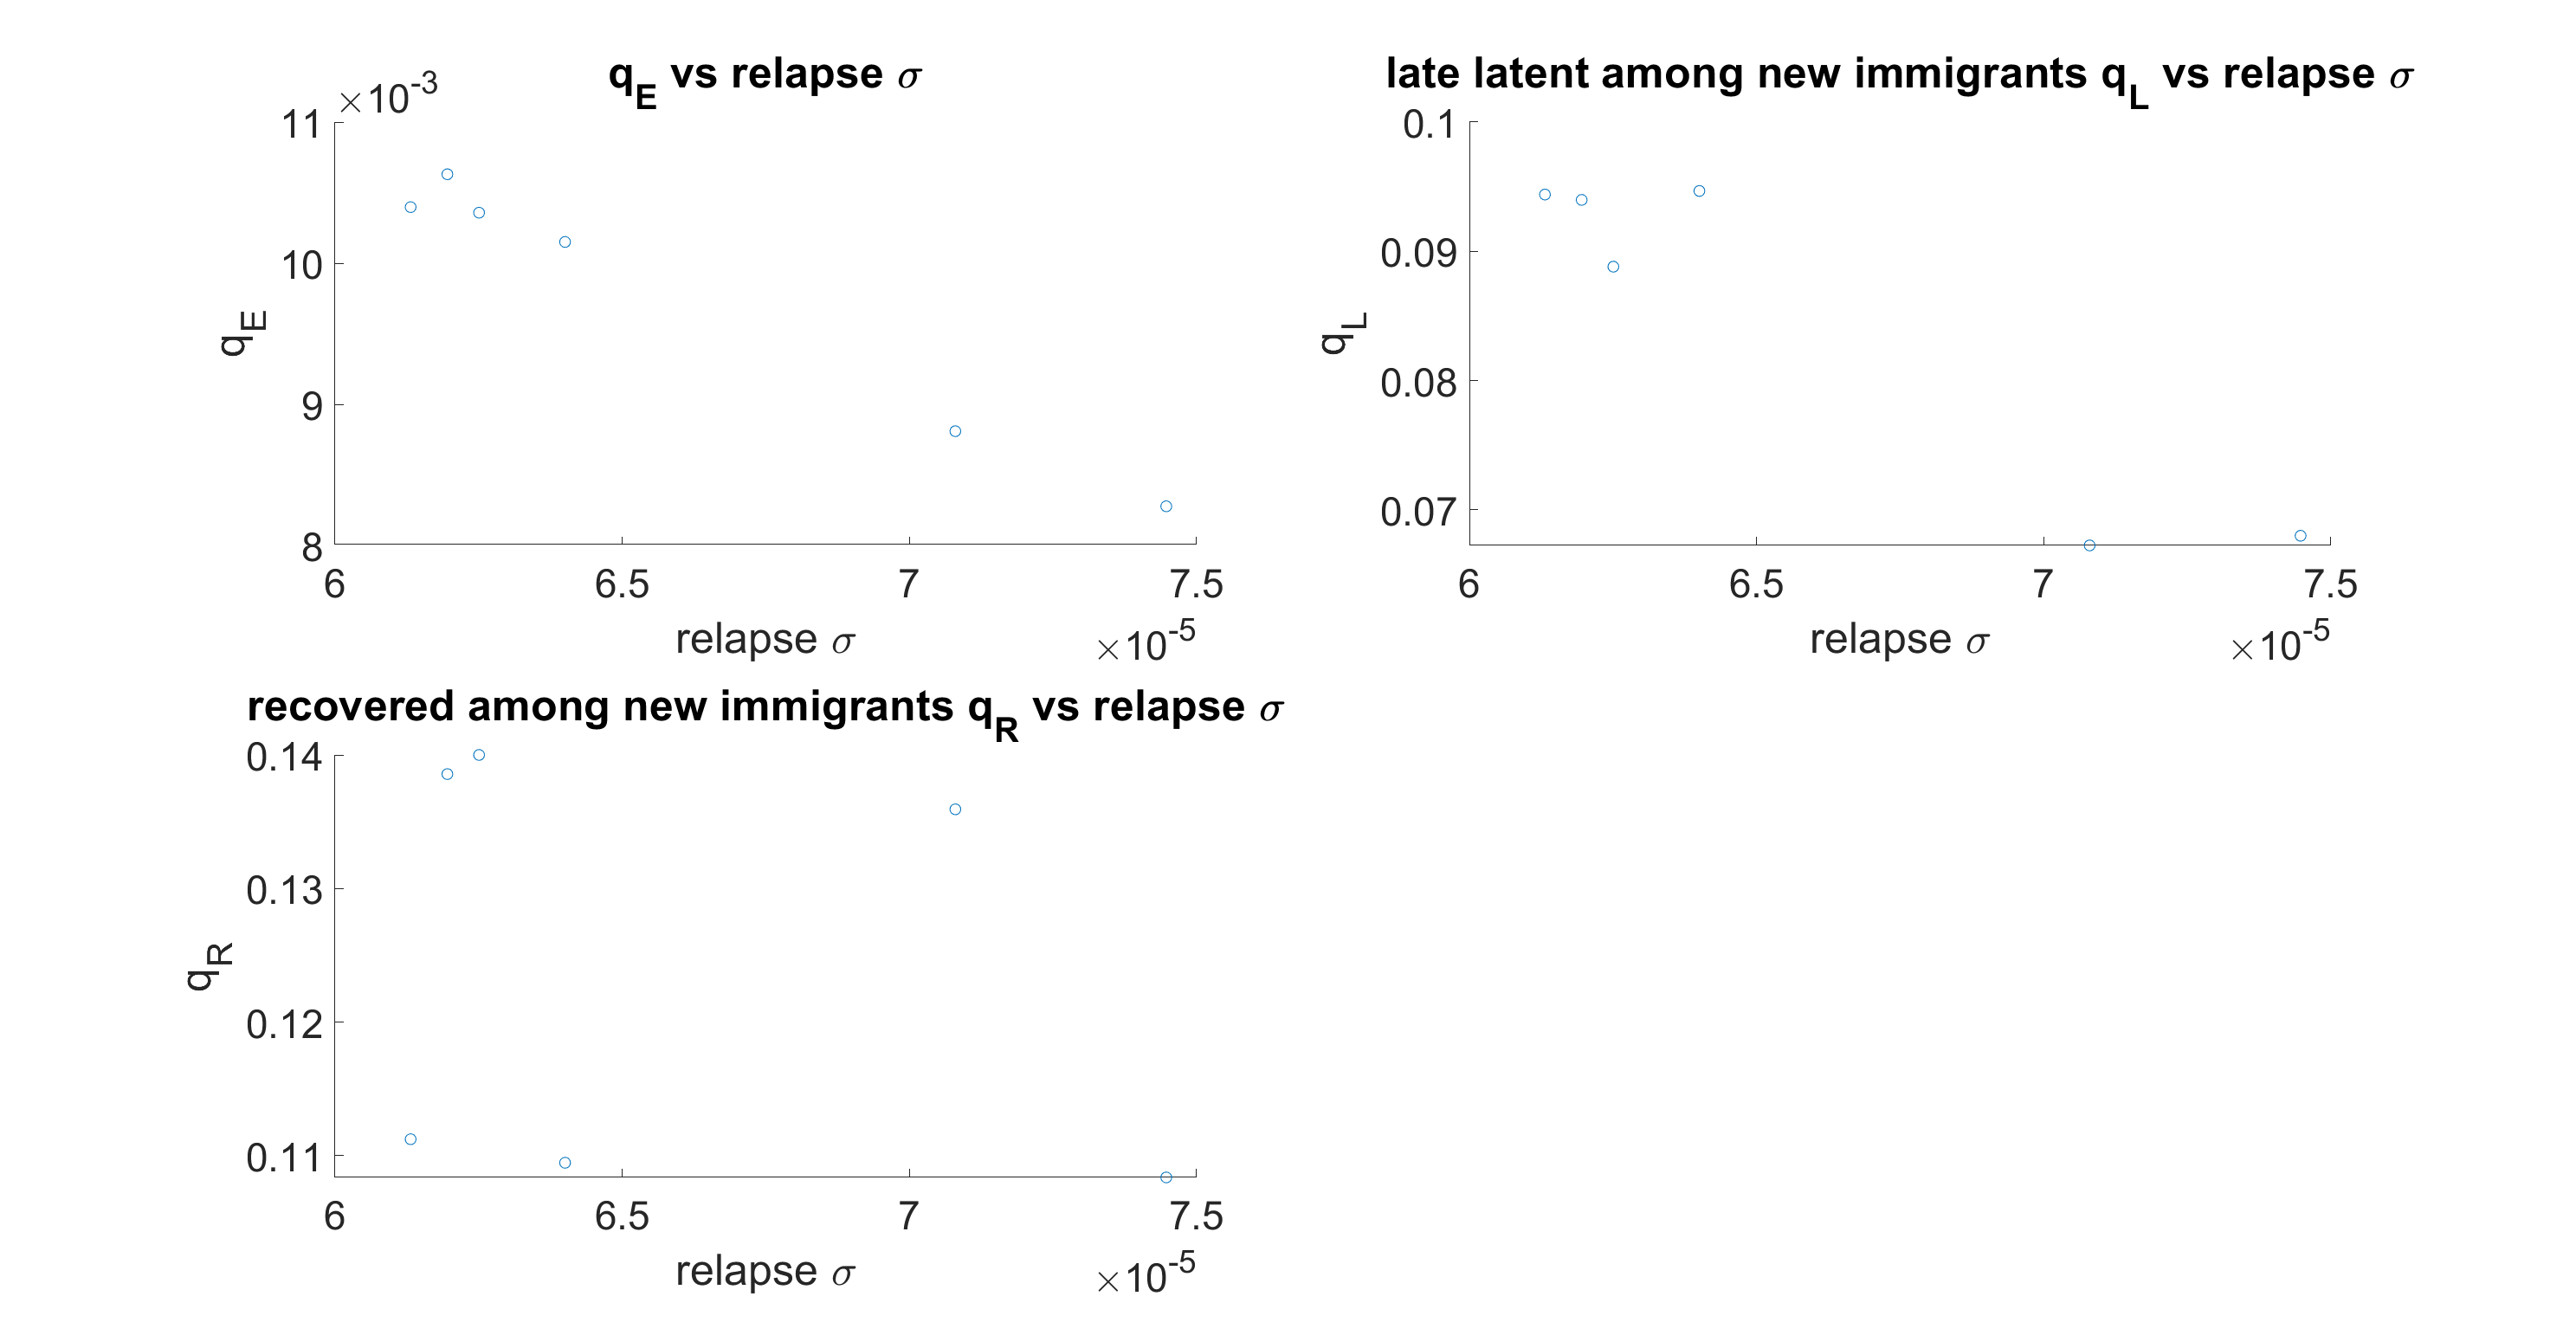 q_E vs relapse σ
×10^-3
11
10
9
8
q_E
6 6.5 7 7.5
relapse σ
×10^-5
late latent among new immigrants q_L vs relapse σ
0.1
0.09
0.08
0.07
q_L
6 6.5 7 7.5
relapse σ
×10^-5
recovered among new immigrants q_R vs relapse σ
0.14
0.13
0.12
0.11
q_R
6 6.5 7 7.5
relapse σ
×10^-5